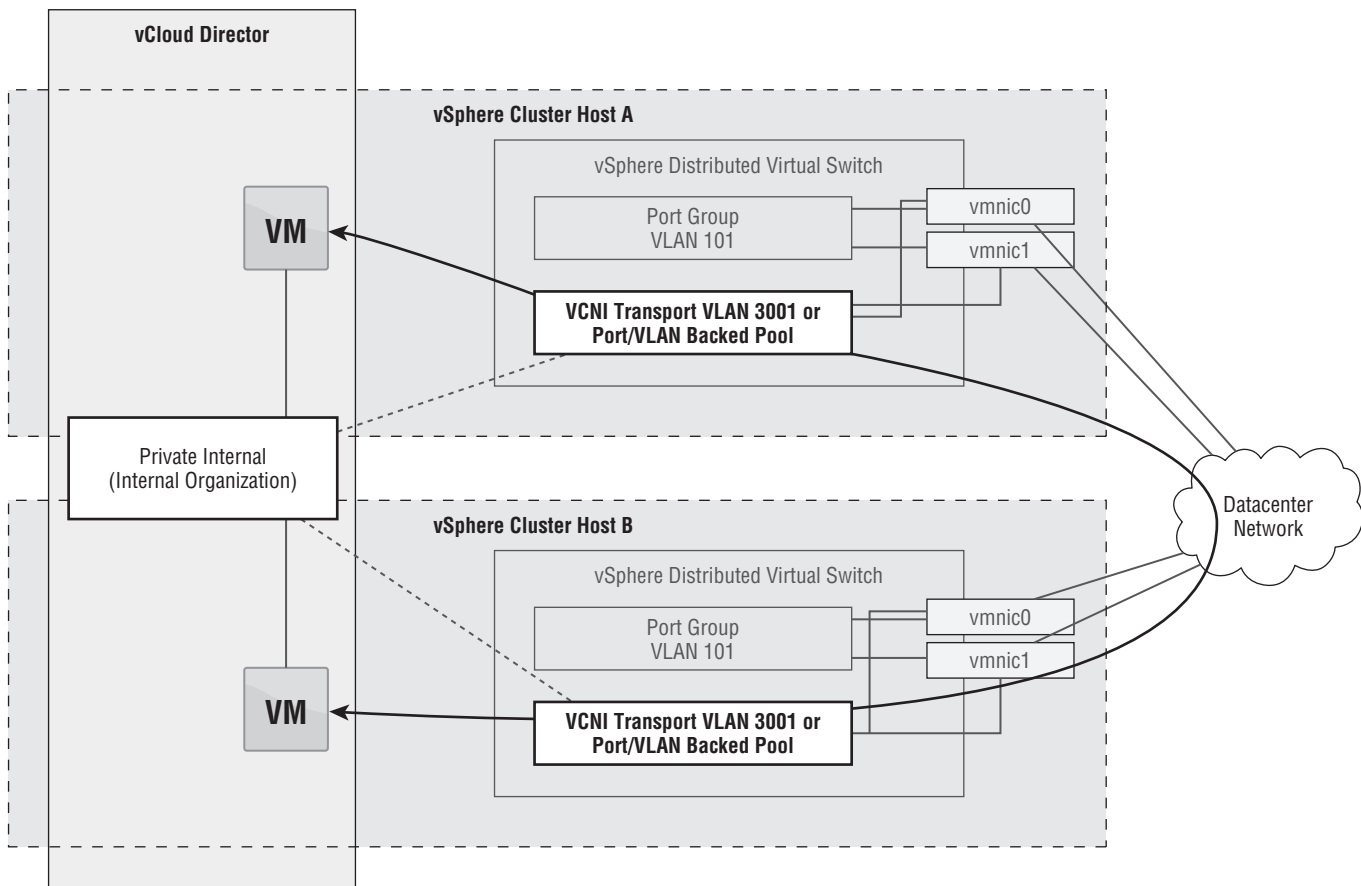 vCloud Director
vSphere Cluster Host A
vSphere Distributed Virtual Switch
Port Group
VLAN 101
vmnic0
vmnic1
VM
VCNI Transport VLAN 3001 or
Port/VLAN Backed Pool
Private Internal
(Internal Organization)
Datacenter
Network
vSphere Cluster Host B
vSphere Distributed Virtual Switch
Port Group
VLAN 101
vmnic0
vmnic1
VM
VCNI Transport VLAN 3001 or
Port/VLAN Backed Pool